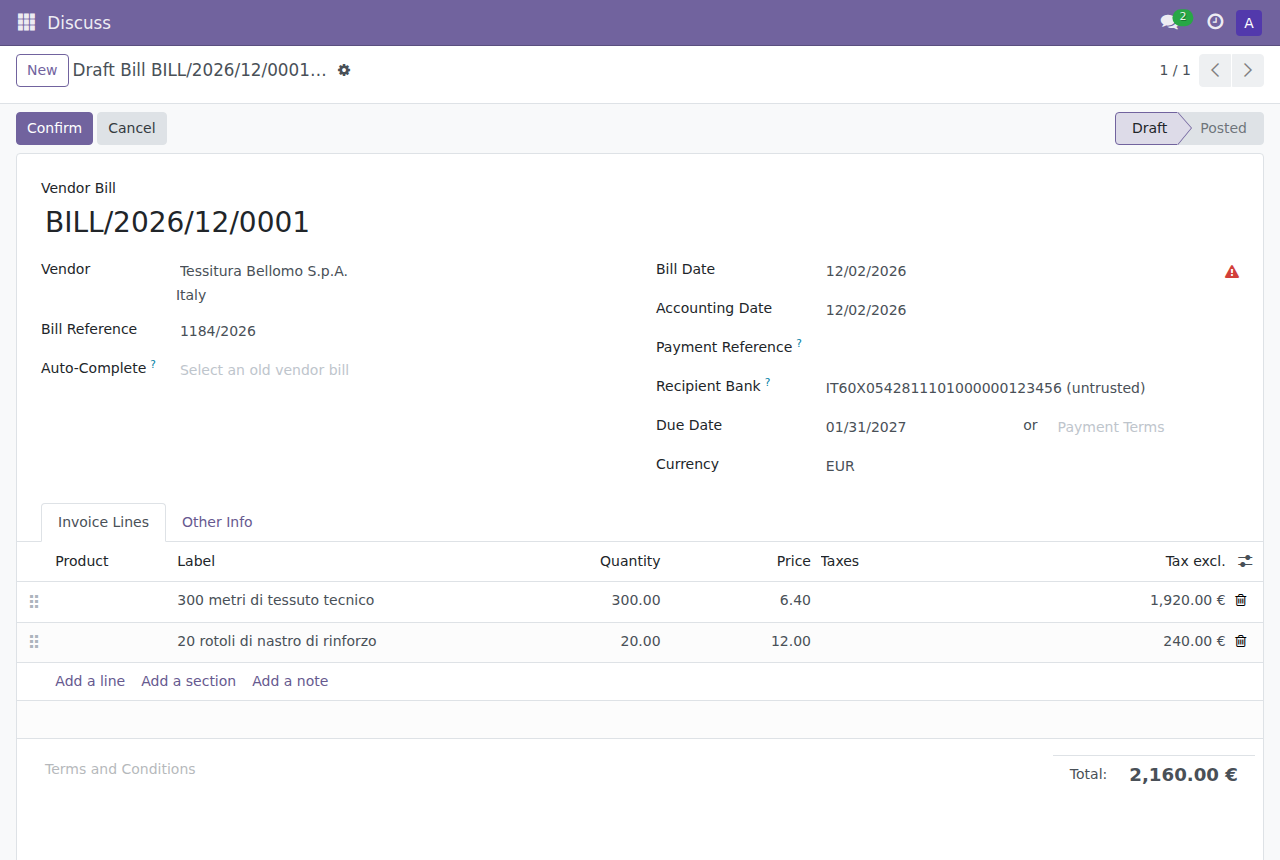 Discuss
2
A
New
Draft Bill BILL/2026/12/0001...
1 / 1
Confirm
Cancel
Draft
Posted
Vendor Bill
BILL/2026/12/0001
Vendor
Tessitura Bellomo S.p.A.
Italy
Bill Reference
1184/2026
Auto-Complete ?
Select an old vendor bill
Bill Date
12/02/2026
Accounting Date
12/02/2026
Payment Reference ?
Recipient Bank ?
IT60X0542811101000000123456 (untrusted)
Due Date
01/31/2027
or
Payment Terms
Currency
EUR
Invoice Lines
Other Info
Product Label Quantity Price Taxes Tax excl.
300 metri di tessuto tecnico 300.00 6.40 1,920.00 €
20 rotoli di nastro di rinforzo 20.00 12.00 240.00 €
Add a line Add a section Add a note
Terms and Conditions
Total: 2,160.00 €